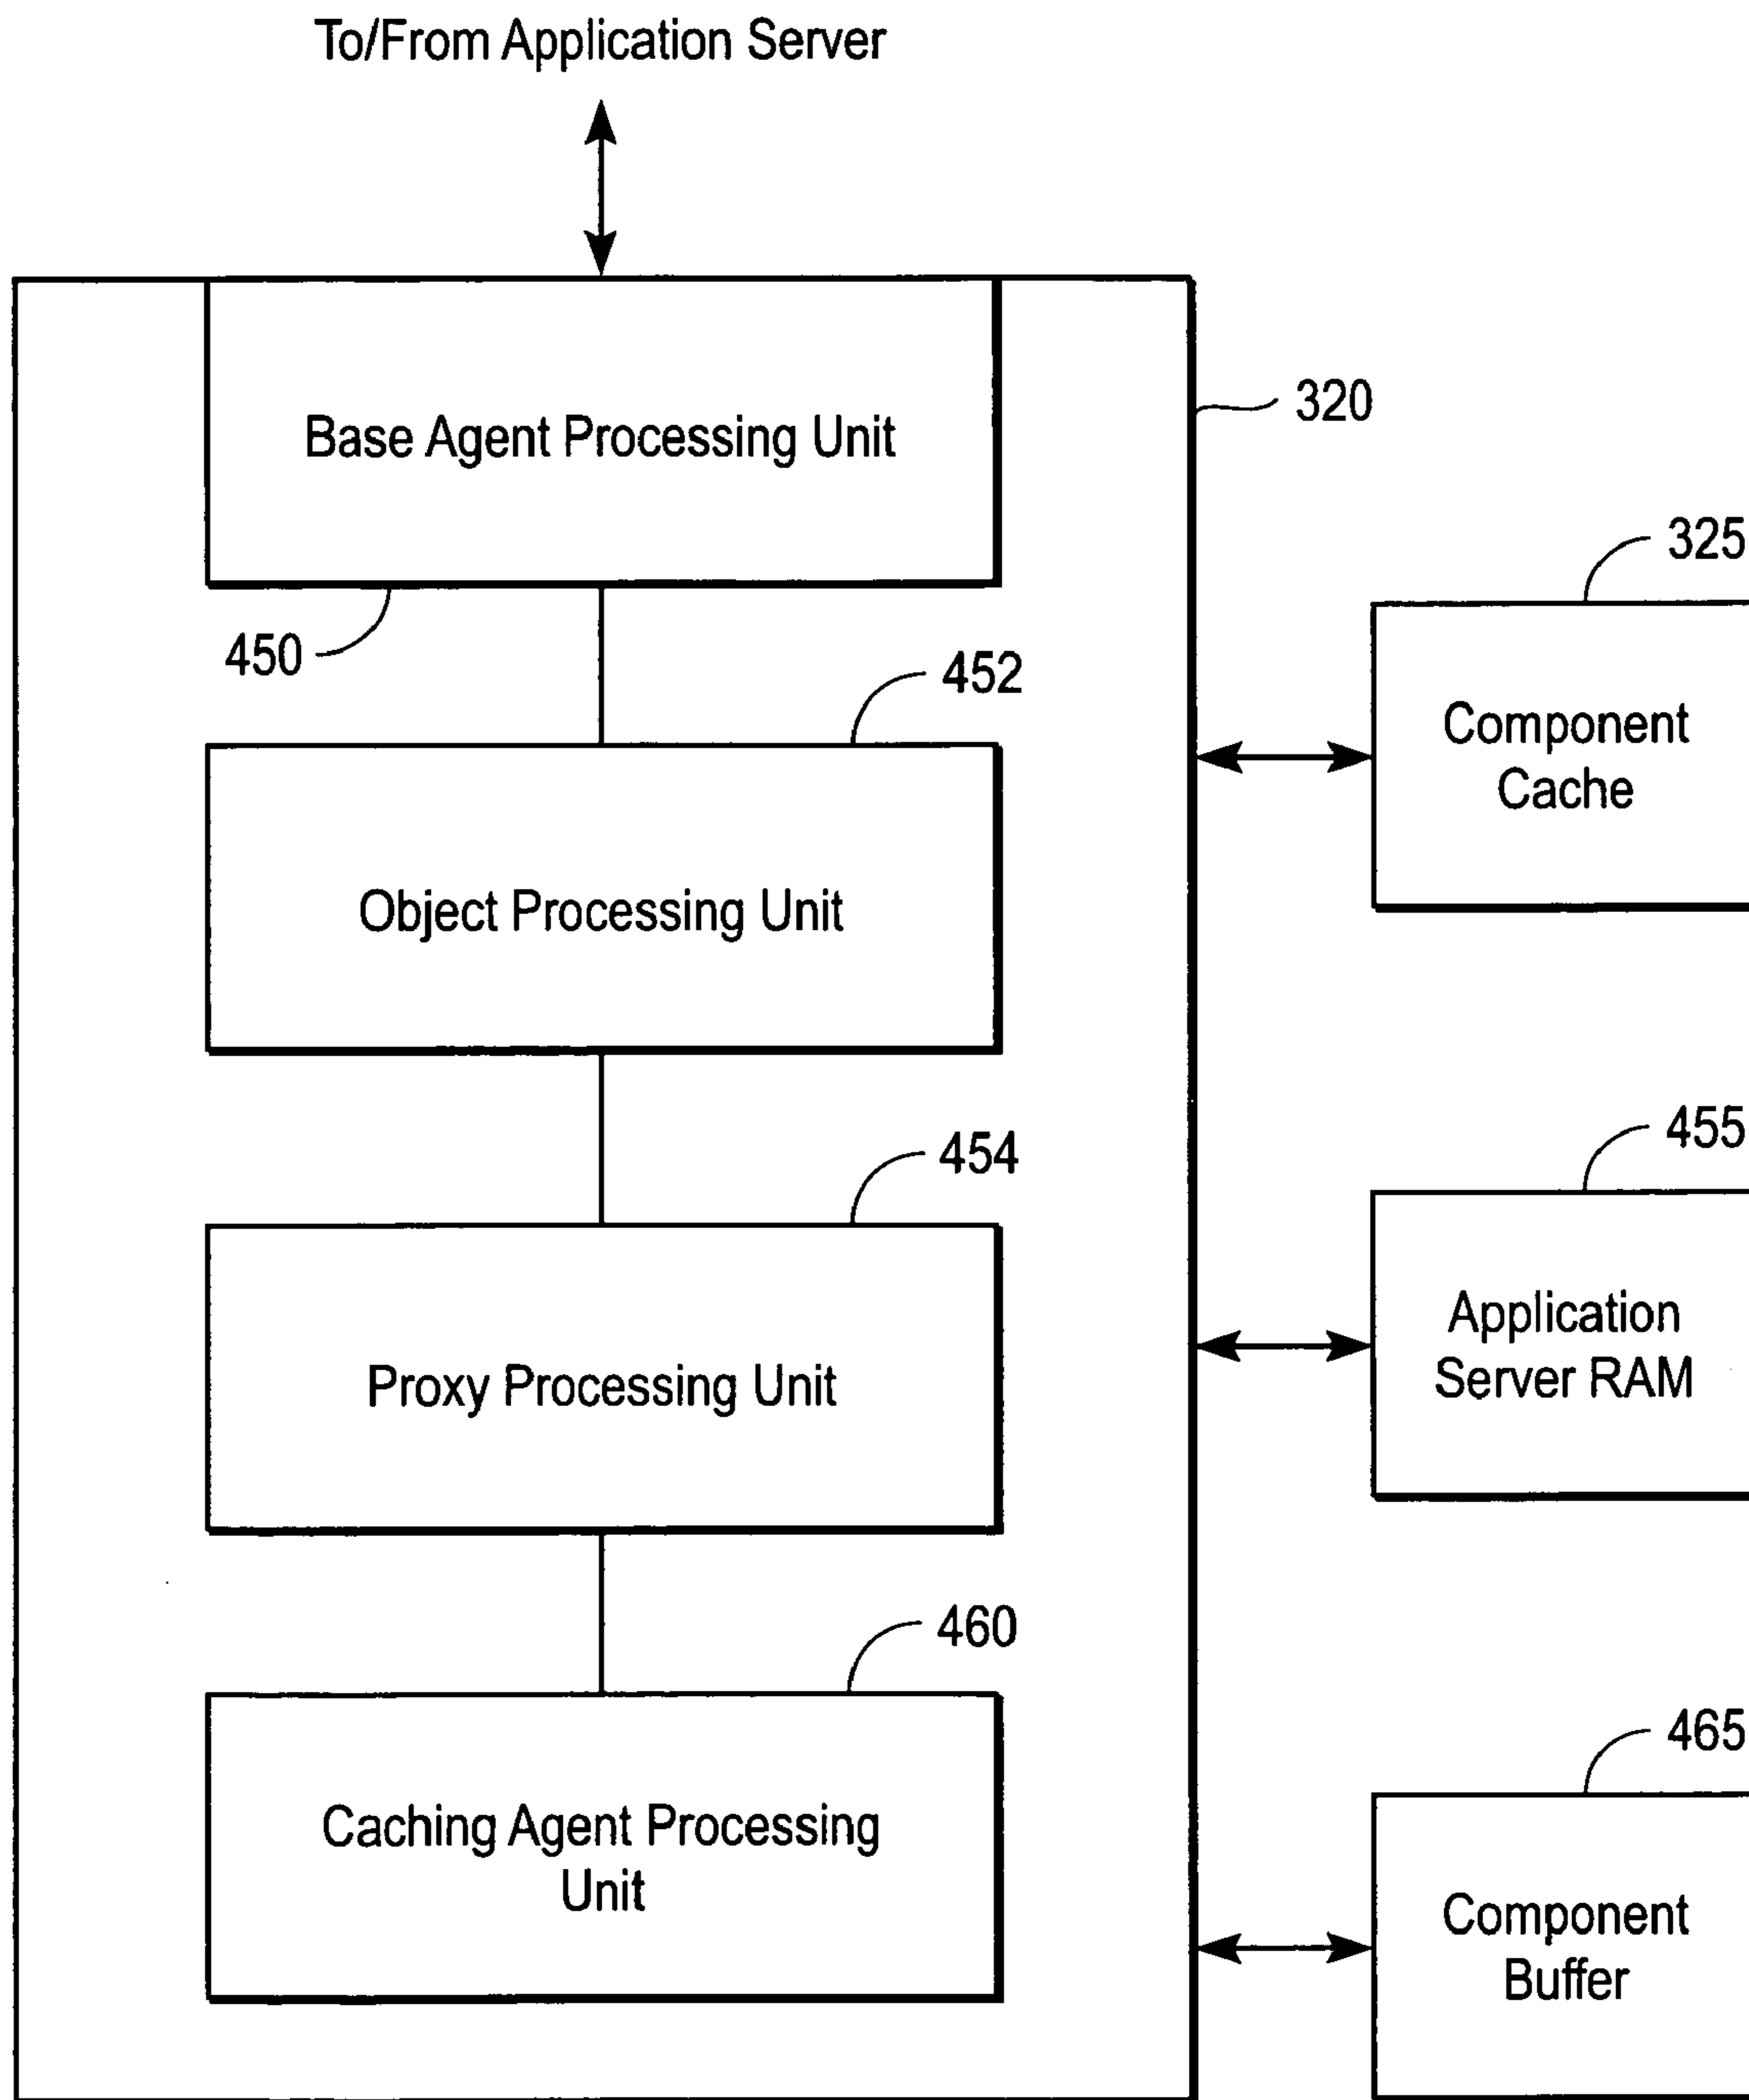 To/From Application Server
Base Agent Processing Unit
320
325
450
452
Component
Cache
Object Processing Unit
454
455
Proxy Processing Unit
Application
Server RAM
460
465
Caching Agent Processing
Unit
Component
Buffer